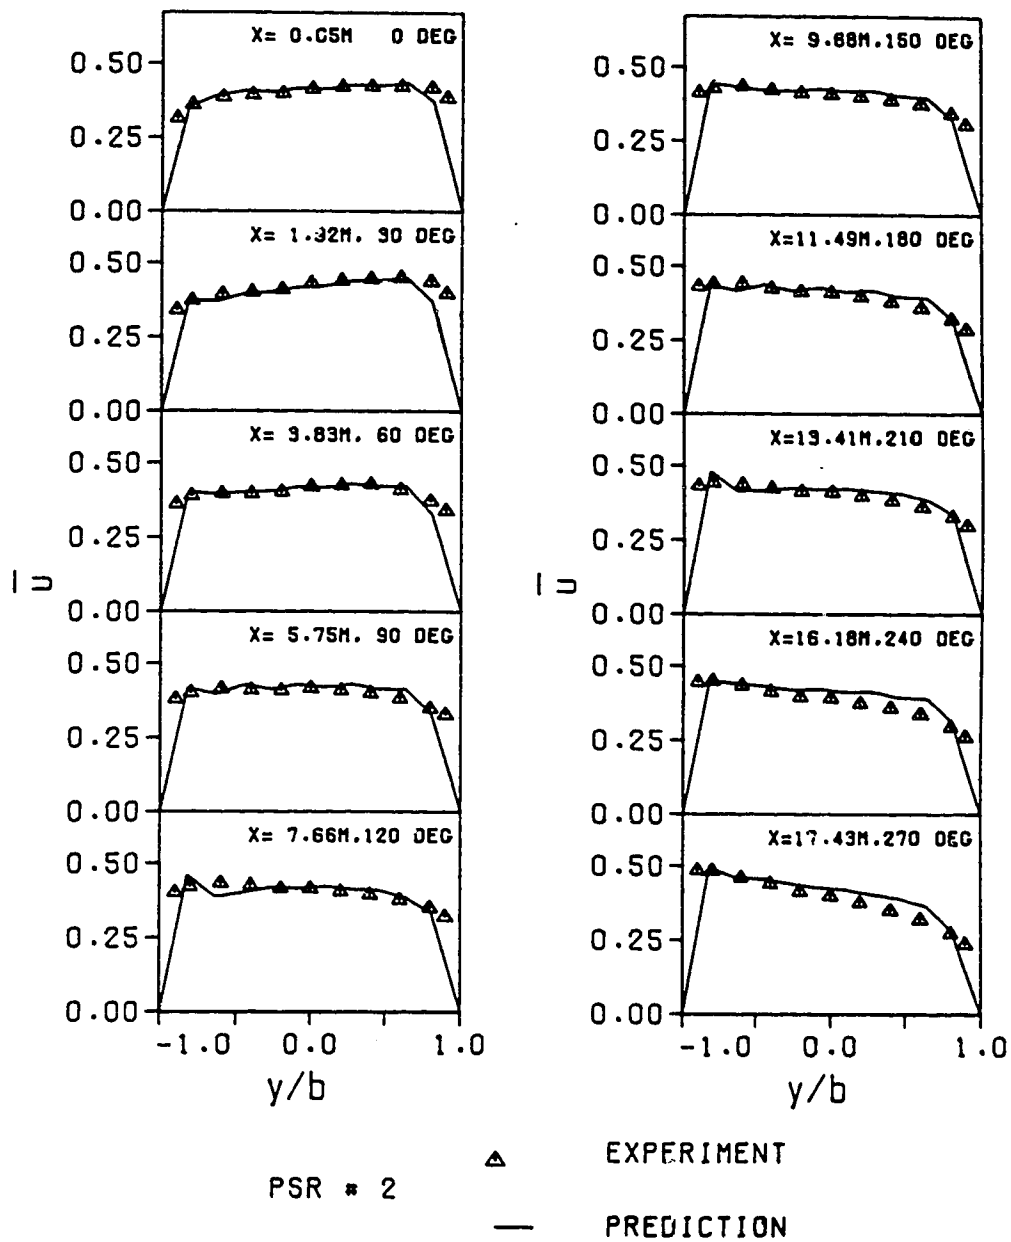 X= 0.05M 0 DEG
0.50
0.25
0.00
X= 1.92M. 30 DEG
0.50
0.25
0.00
X= 3.83M. 60 DEG
0.50
0.25
0.00
X= 5.75M. 90 DEG
0.50
0.25
0.00
X= 7.66M.120 DEG
0.50
0.25
0.00
-1.0 0.0 1.0
y/b
u
X= 9.68M.150 DEG
0.50
0.25
0.00
X=11.49M.180 DEG
0.50
0.25
0.00
X=13.41M.210 DEG
0.50
0.25
0.00
X=16.18M.240 DEG
0.50
0.25
0.00
X=17.43M.270 DEG
0.50
0.25
0.00
-1.0 0.0 1.0
y/b
u
EXPERIMENT
PSR # 2
PREDICTION